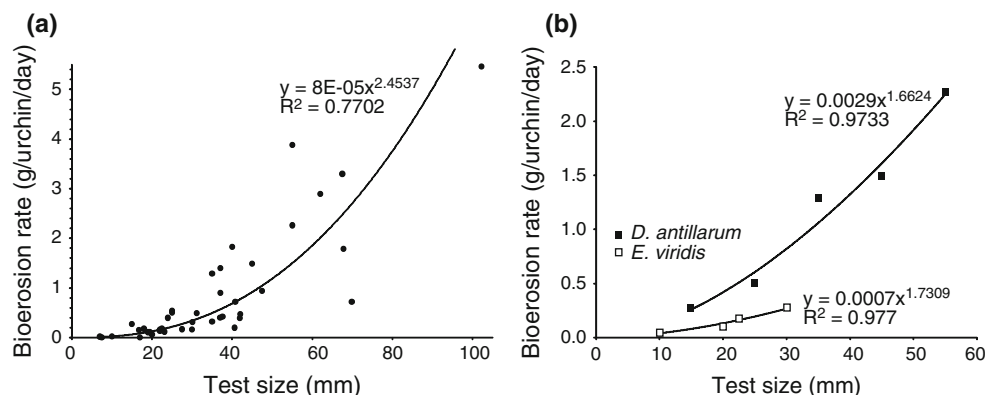 (a)
Bioerosion rate (g/urchin/day)
5
4
3
2
1
0
y = 8E-05x^2.4537
R² = 0.7702
0 20 40 60 80 100
Test size (mm)
(b)
Bioerosion rate (g/urchin/day)
2.5
2.0
1.5
1.0
0.5
0.0
y = 0.0029x^1.6624
R² = 0.9733
D. antillarum
E. viridis
y = 0.0007x^1.7309
R² = 0.977
0 10 20 30 40 50 60
Test size (mm)